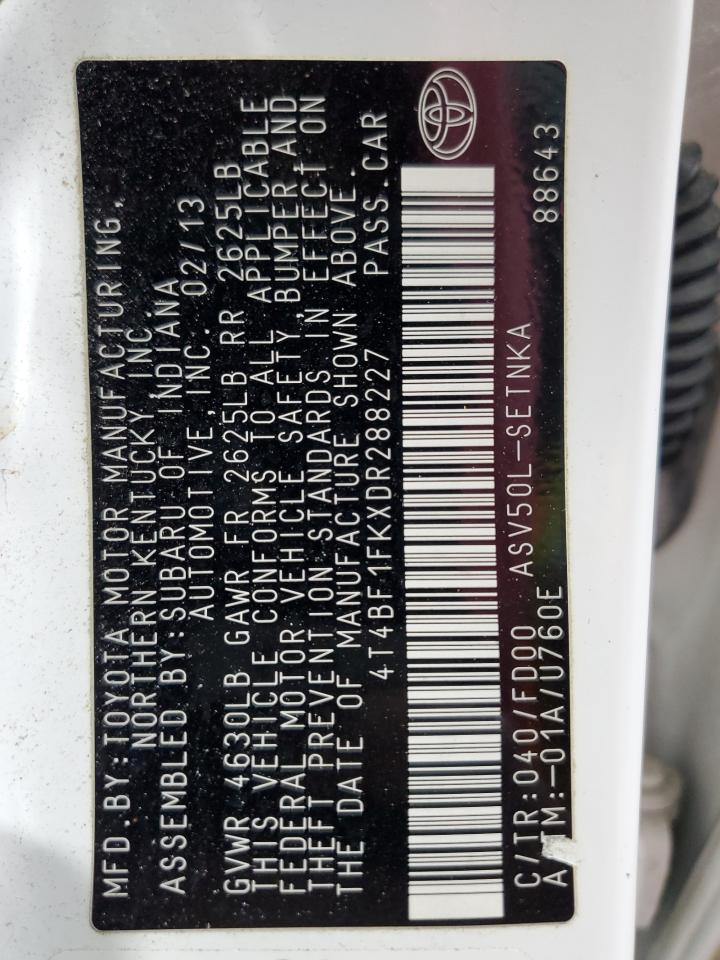 MFD.BY:TOYOTA MOTOR MANUFACTURING,
NORTHERN KENTUCKY INC.
ASSEMBLED BY:SUBARU OF INDIANA
AUTOMOTIVE,INC. 02/13
GVWR 4630LB GAWR FR 2625LB RR 2625LB
THIS VEHICLE CONFORMS TO ALL APPLICABLE
FEDERAL MOTOR VEHICLE SAFETY,BUMPER AND
THEFT PREVENTION STANDARDS IN EFFECT ON
THE DATE OF MANUFACTURE SHOWN ABOVE.
4T4BF1FKXDR288227 PASS.CAR
C/TR:040/FD00 ASV50L-SETNKA
A/TM:-01A/U760E 88643